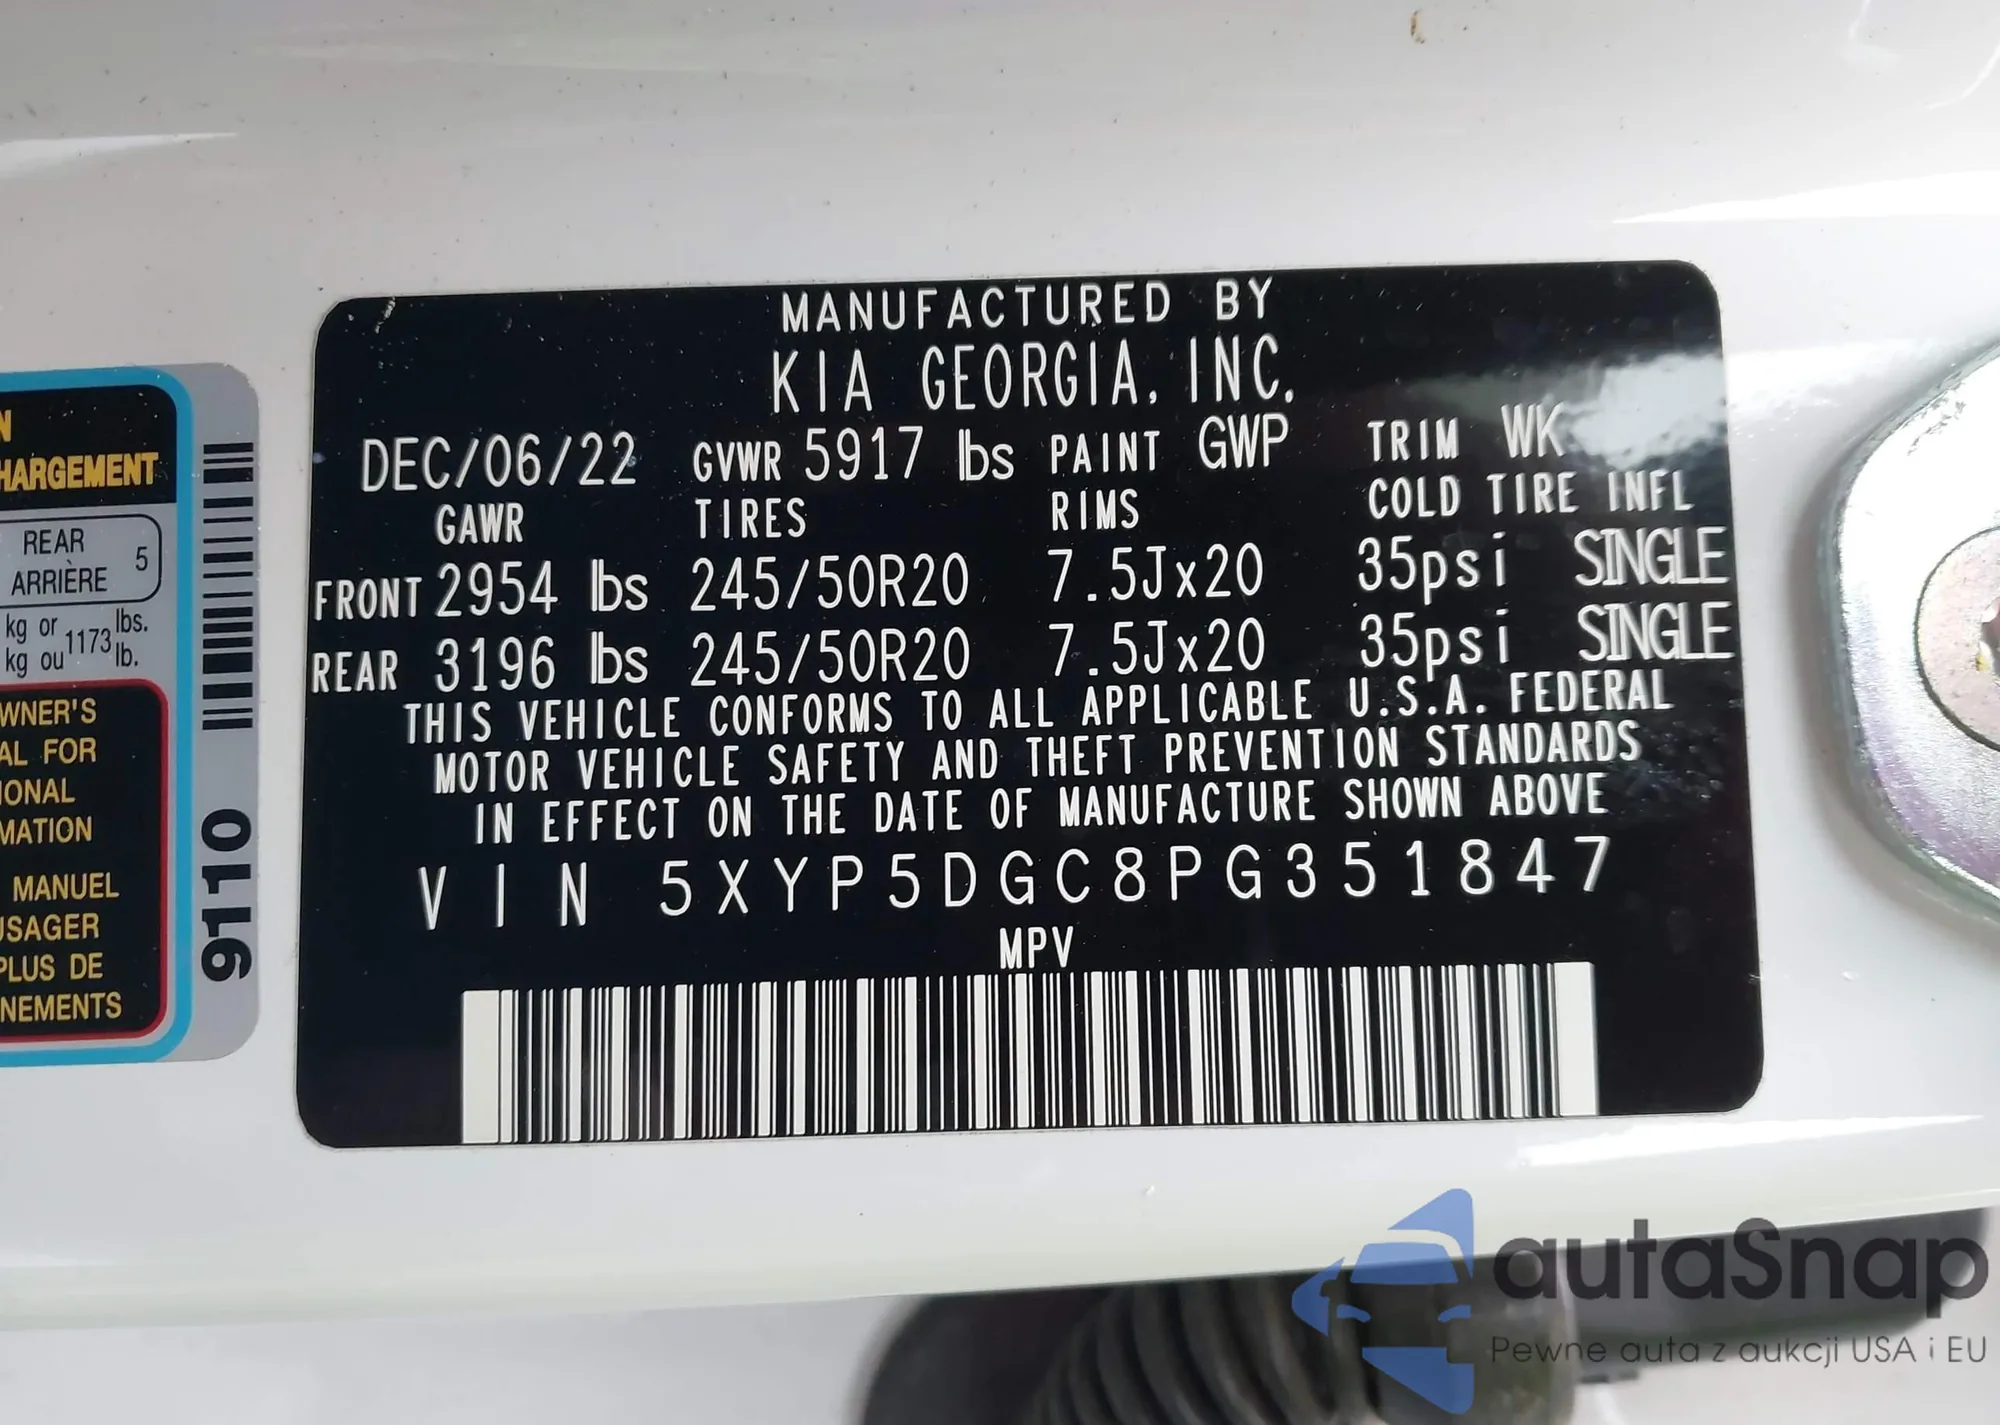 MANUFACTURED BY
KIA GEORGIA, INC.
DEC/06/22 GVWR 5917 lbs PAINT GWP TRIM WK
GAWR TIRES RIMS COLD TIRE INFL
FRONT 2954 lbs 245/50R20 7.5Jx20 35psi SINGLE
REAR 3196 lbs 245/50R20 7.5Jx20 35psi SINGLE
THIS VEHICLE CONFORMS TO ALL APPLICABLE U.S.A. FEDERAL
MOTOR VEHICLE SAFETY AND THEFT PREVENTION STANDARDS
IN EFFECT ON THE DATE OF MANUFACTURE SHOWN ABOVE
VIN 5XYP5DGC8PG351847
MPV
N
HARGEMENT
REAR
ARRIÈRE 5
kg or 1173 lbs.
kg ou lb.
WNER'S
AL FOR
IONAL
MATION
MANUEL
USAGER
PLUS DE
NEMENTS
9110
autaSnap
Pewne auta z aukcji USA i EU